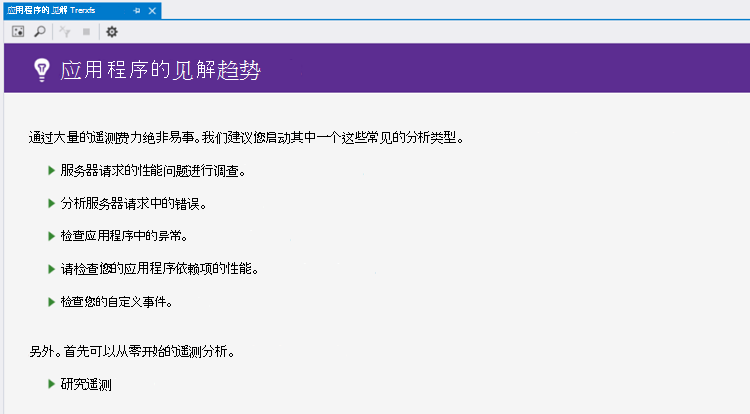 应用程序的见解 Trerxfs
应用程序的见解趋势
通过大量的遥测费力绝非易事。我们建议您启动其中一个这些常见的分析类型。
服务器请求的性能问题进行调查。
分析服务器请求中的错误。
检查应用程序中的异常。
请检查您的应用程序依赖项的性能。
检查您的自定义事件。
另外。首先可以从零开始的遥测分析。
研究遥测